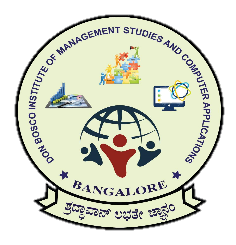 DON BOSCO INSTITUTE OF MANAGEMENT STUDIES AND COMPUTER APPLICATIONS
★ BANGALORE ★
ಶ್ರದ್ಧಾವಾನ್ ಲಭತೇ ಜ್ಞಾನಂ